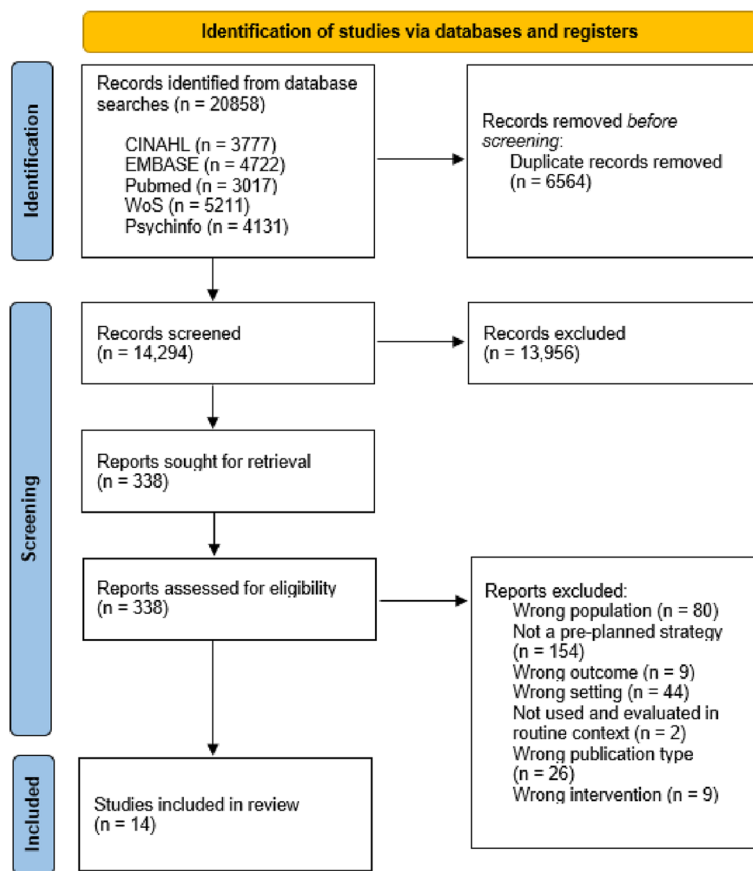 Identification of studies via databases and registers
Identification
Records identified from database
searches (n = 20858)
CINAHL (n = 3777)
EMBASE (n = 4722)
Pubmed (n = 3017)
WoS (n = 5211)
Psychinfo (n = 4131)
Records removed before
screening:
Duplicate records removed
(n = 6564)
Screening
Records screened
(n = 14,294)
Records excluded
(n = 13,956)
Reports sought for retrieval
(n = 338)
Reports assessed for eligibility
(n = 338)
Reports excluded:
Wrong population (n = 80)
Not a pre-planned strategy
(n = 154)
Wrong outcome (n = 9)
Wrong setting (n = 44)
Not used and evaluated in
routine context (n = 2)
Wrong publication type
(n = 26)
Wrong intervention (n = 9)
Included
Studies included in review
(n = 14)